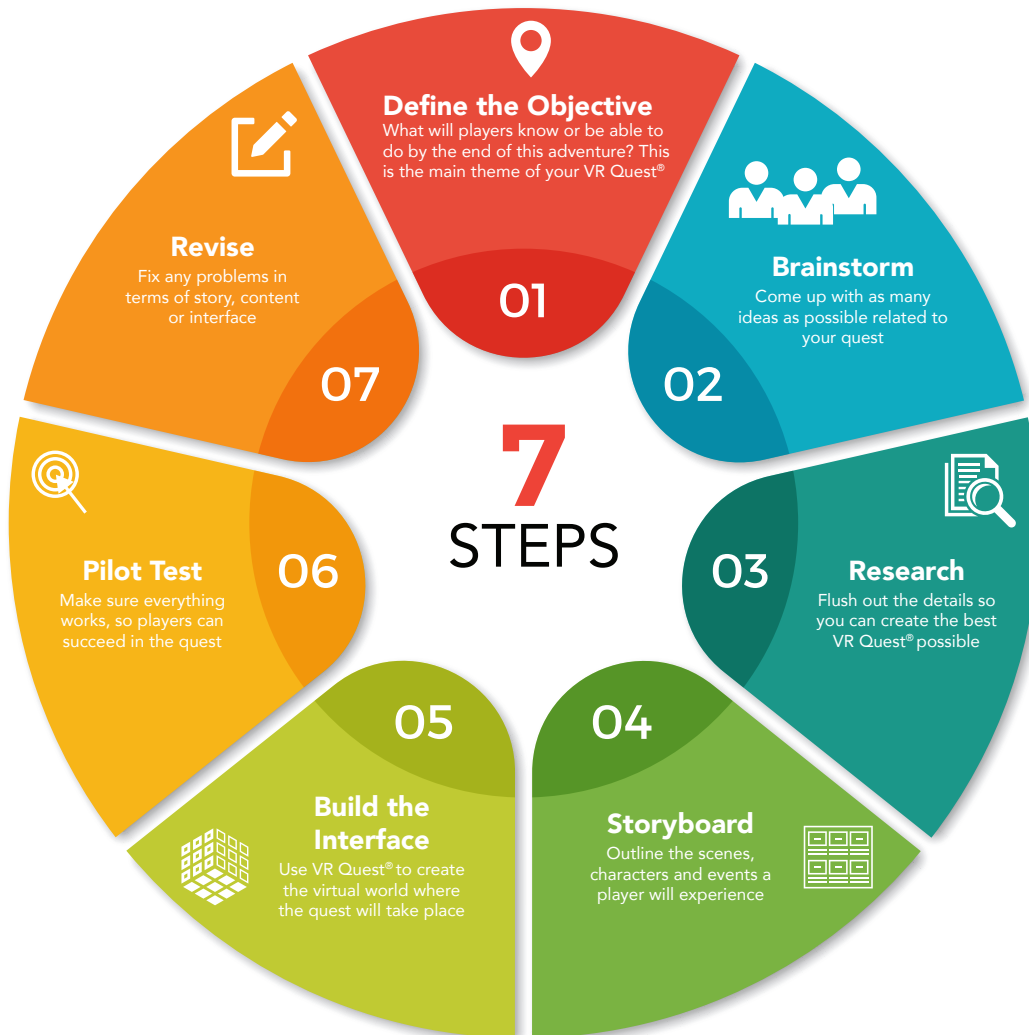 Define the Objective
What will players know or be able to
do by the end of this adventure? This
is the main theme of your VR Quest®
01
Brainstorm
Come up with as many
ideas as possible related to
your quest
02
Research
Flush out the details so
you can create the best
VR Quest® possible
03
Storyboard
Outline the scenes,
characters and events a
player will experience
04
Build the
Interface
Use VR Quest® to create
the virtual world where
the quest will take place
05
Pilot Test
Make sure everything
works, so players can
succeed in the quest
06
Revise
Fix any problems in
terms of story, content
or interface
07
7
STEPS